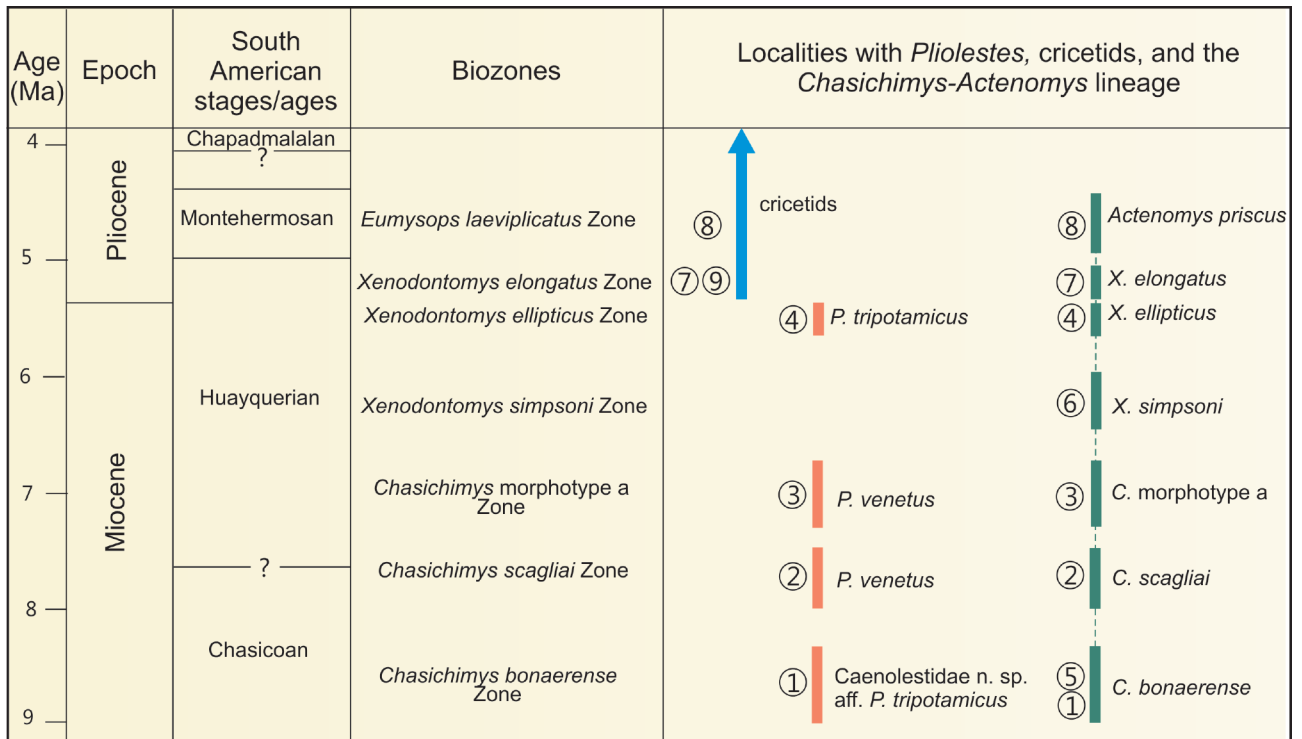 Age
(Ma)
Epoch
South
American
stages/ages
Biozones
Localities with Pliolestes, cricetids, and the
Chasichimys-Actenomys lineage
4
5
6
7
8
9
Pliocene
Miocene
Chapadmalalan
?
Montehermosan
Huayquerian
?
Chasicoan
Eumysops laeviplicatus Zone
Xenodontomys elongatus Zone
Xenodontomys ellipticus Zone
Xenodontomys simpsoni Zone
Chasichimys morphotype a
Zone
Chasichimys scagliai Zone
Chasichimys bonaerense
Zone
cricetids
8
7 9
4 P. tripotamicus
3 P. venetus
2 P. venetus
1 Caenolestidae n. sp.
aff. P. tripotamicus
8 Actenomys priscus
7 X. elongatus
4 X. ellipticus
6 X. simpsoni
3 C. morphotype a
2 C. scagliai
5
1 C. bonaerense